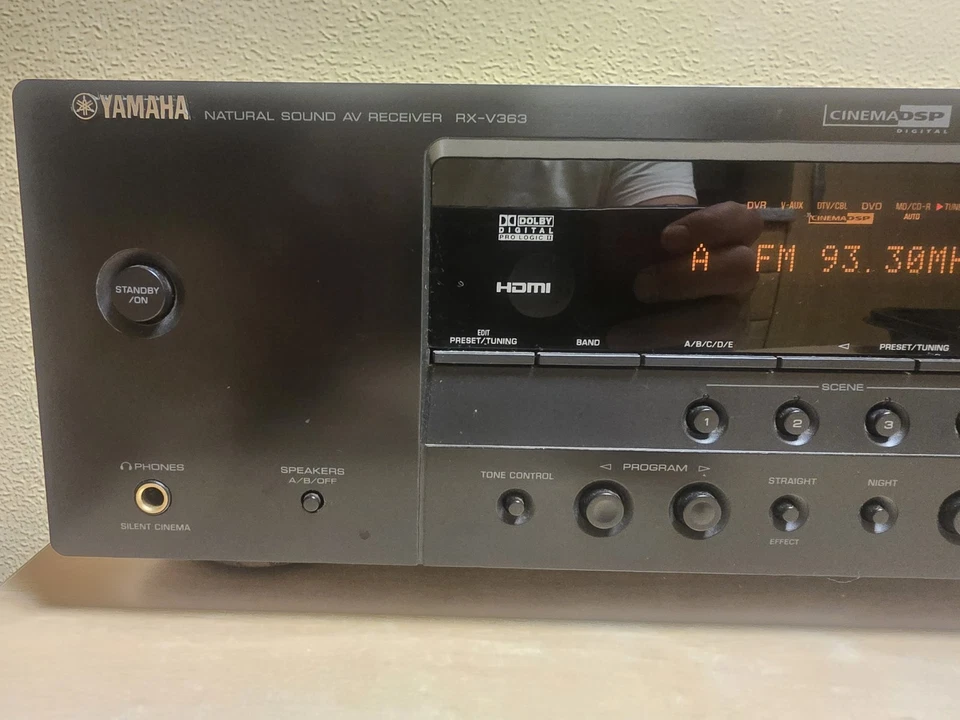 YAMAHA NATURAL SOUND AV RECEIVER RX-V363
CINEMA DSP
DIGITAL
DVR V-AUX DTV/CBL DVD MD/CD-R
CINEMA DSP AUTO
DOLBY
DIGITAL
PRO LOGIC II
A FM 93.30MH
HDMI
STANDBY
/ON
EDIT
PRESET/TUNING BAND A/B/C/D/E PRESET/TUNING
SCENE
1 2 3
PHONES
SILENT CINEMA
SPEAKERS
A/B/OFF
TONE CONTROL
PROGRAM
STRAIGHT
EFFECT
NIGHT